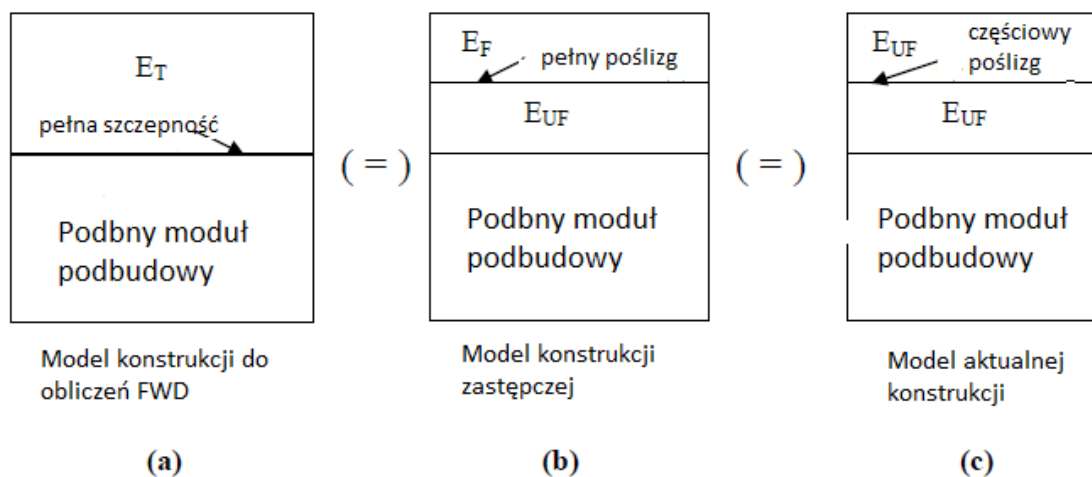 E_T
pełna szczepność
Podbny moduł
podbudowy
Model konstrukcji do
obliczeń FWD
(a)
( = )
E_F
pełny poślizg
E_UF
Podbny moduł
podbudowy
Model konstrukcji
zastępczej
(b)
( = )
E_UF
częściowy
poślizg
E_UF
Podbny moduł
podbudowy
Model aktualnej
konstrukcji
(c)